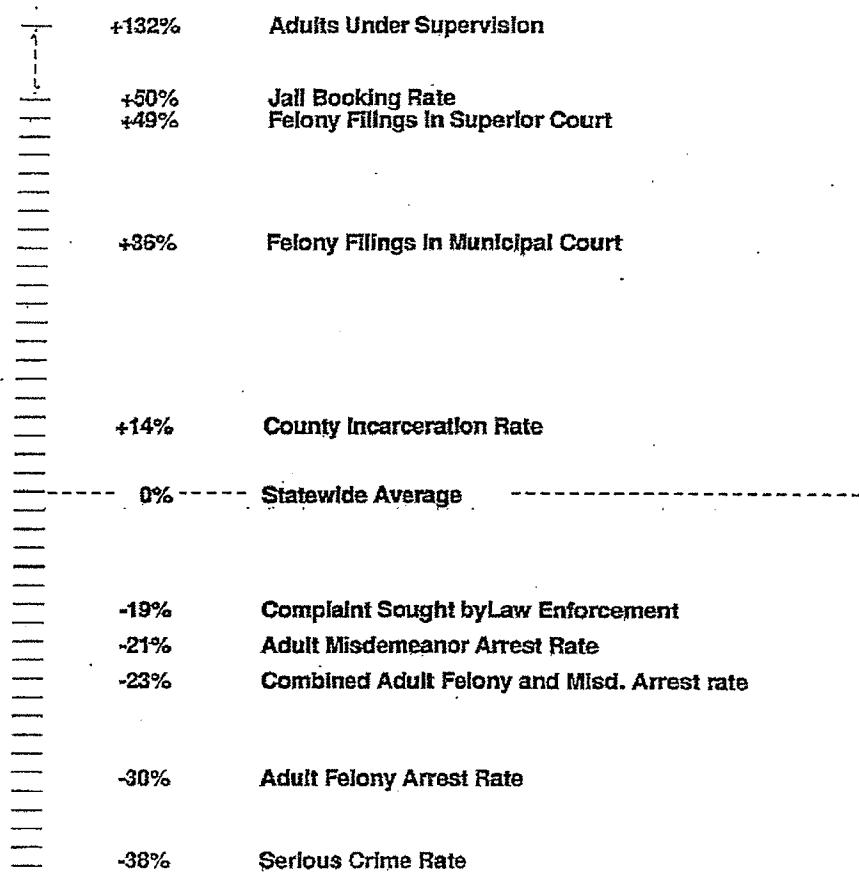 +132% Adults Under Supervision
+50% Jail Booking Rate
+49% Felony Filings in Superior Court
+36% Felony Filings in Municipal Court
+14% County Incarceration Rate
0% Statewide Average
-19% Complaint Sought byLaw Enforcement
-21% Adult Misdemeanor Arrest Rate
-23% Combined Adult Felony and Misd. Arrest rate
-30% Adult Felony Arrest Rate
-38% Serious Crime Rate